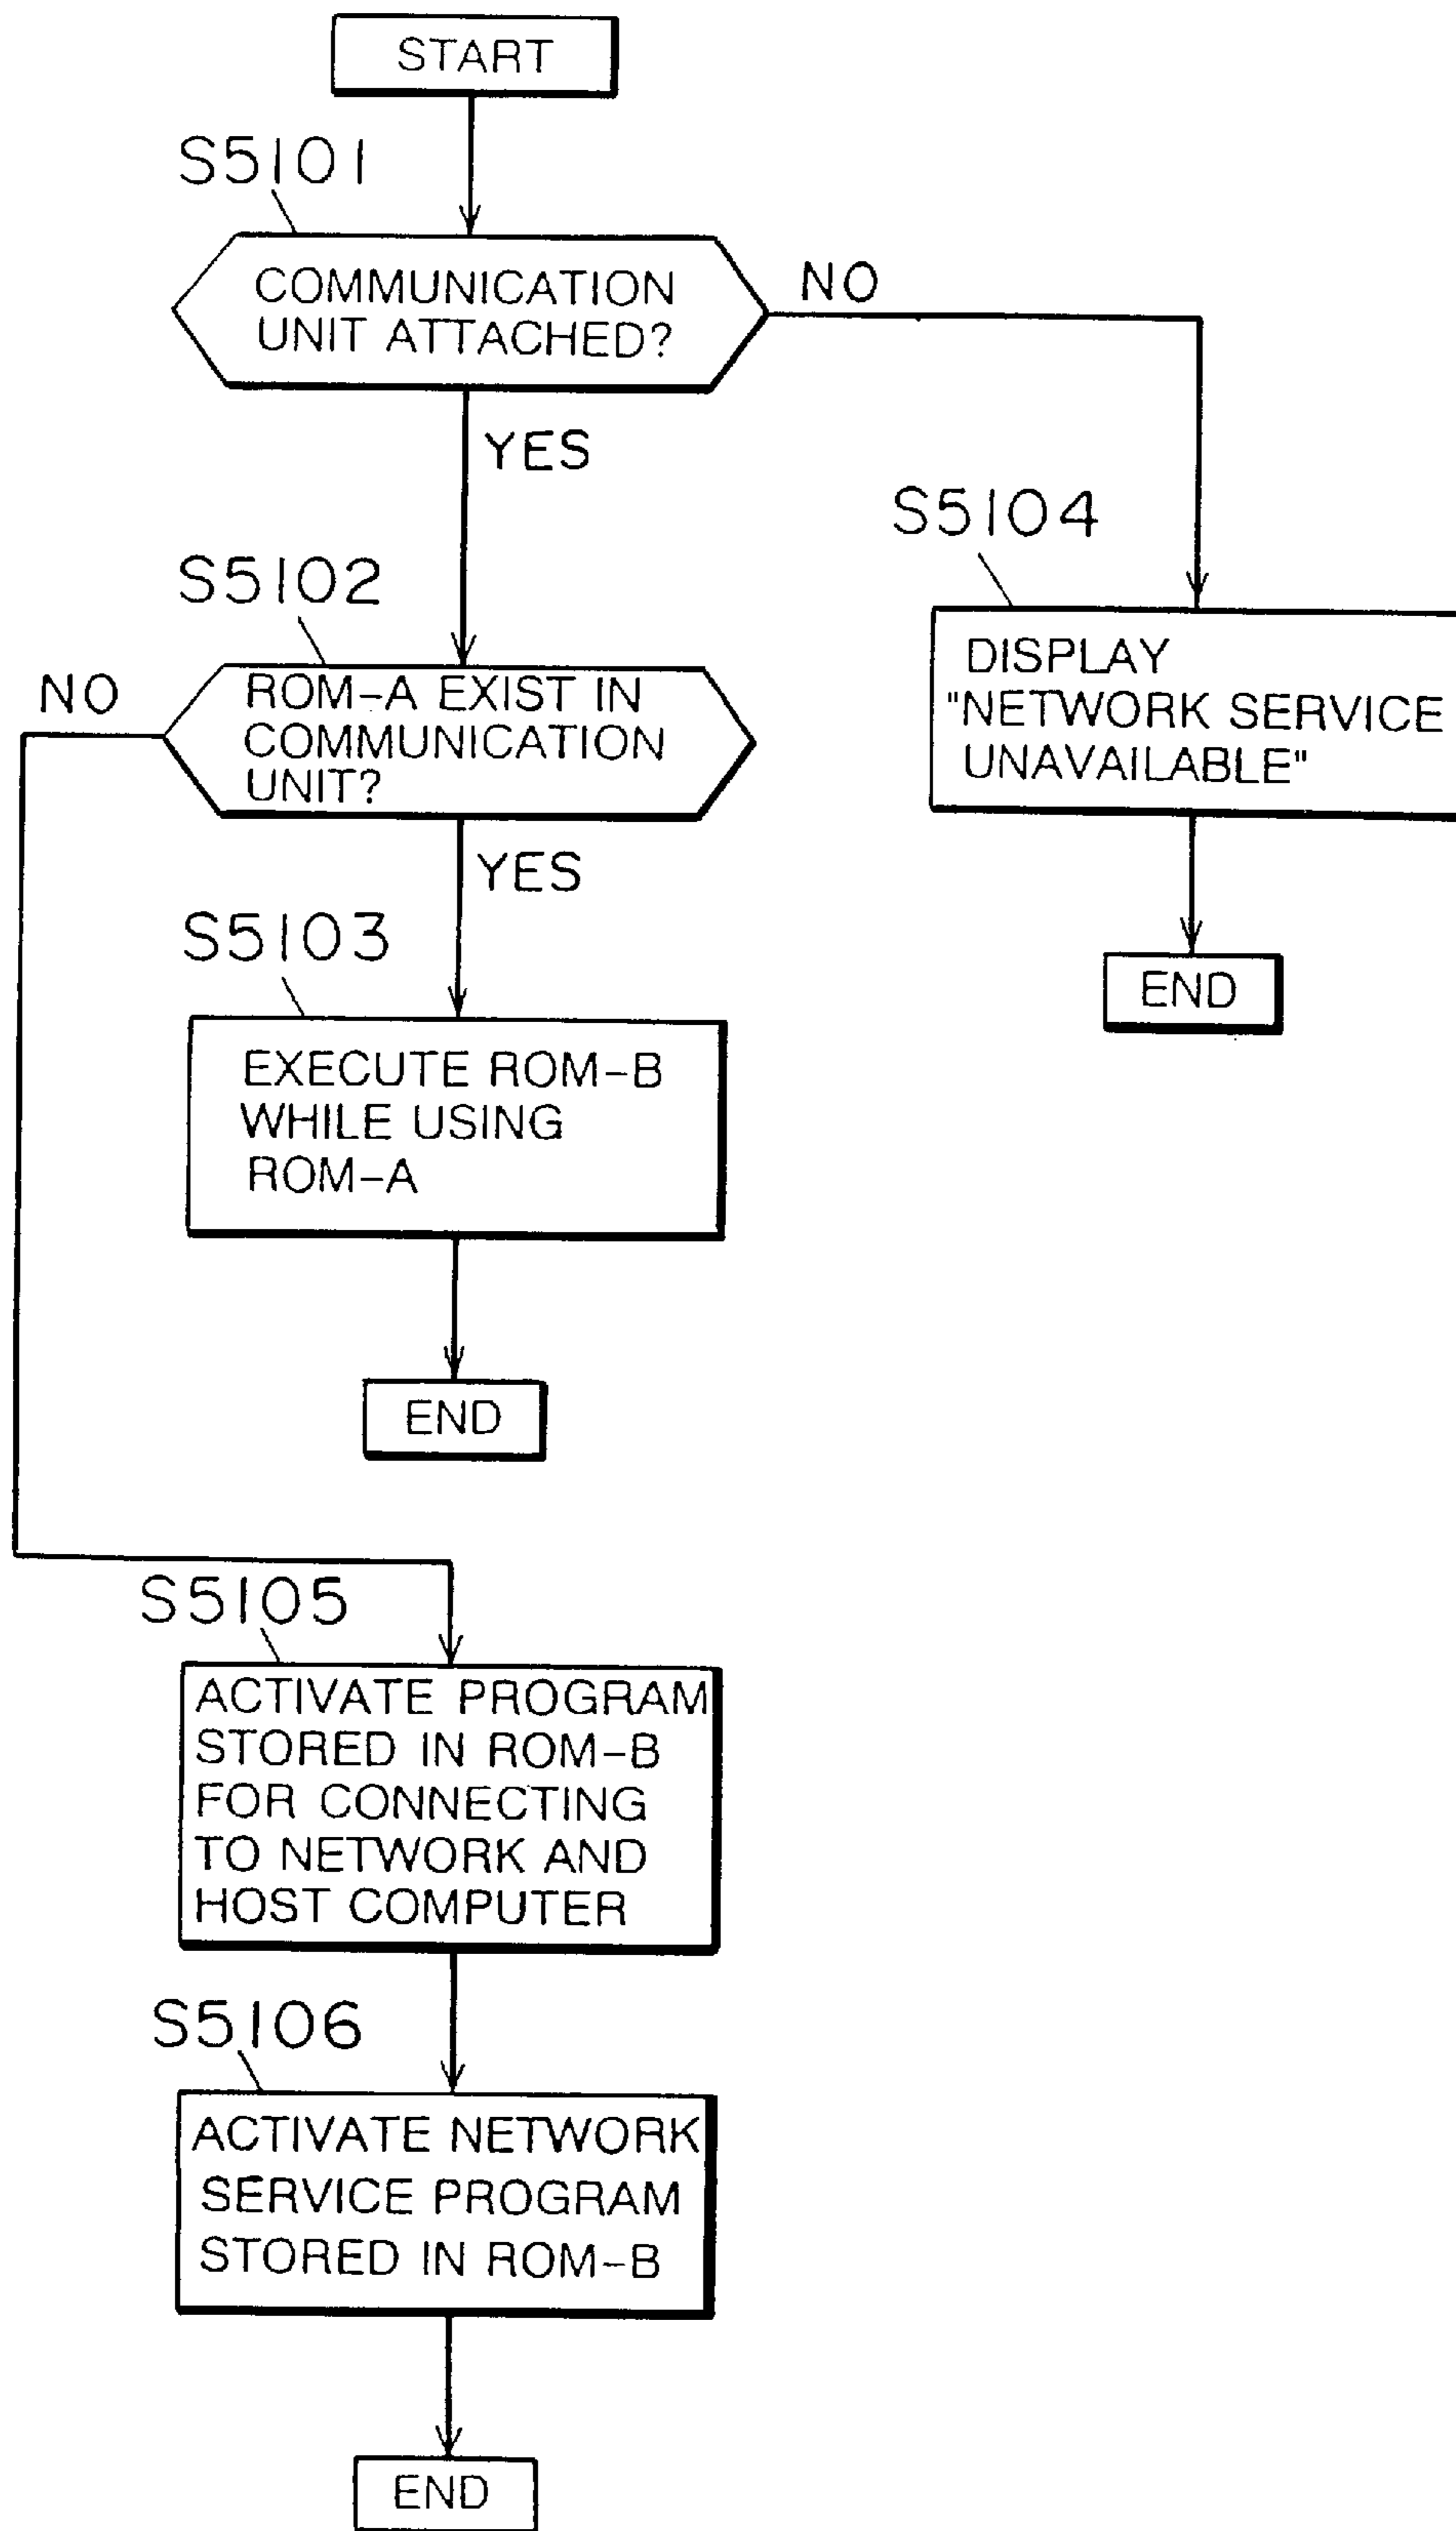 START
S5101
COMMUNICATION
UNIT ATTACHED?
NO
YES
S5104
DISPLAY
"NETWORK SERVICE
UNAVAILABLE"
END
S5102
NO
ROM-A EXIST IN
COMMUNICATION
UNIT?
YES
S5103
EXECUTE ROM-B
WHILE USING
ROM-A
END
S5105
ACTIVATE PROGRAM
STORED IN ROM-B
FOR CONNECTING
TO NETWORK AND
HOST COMPUTER
S5106
ACTIVATE NETWORK
SERVICE PROGRAM
STORED IN ROM-B
END